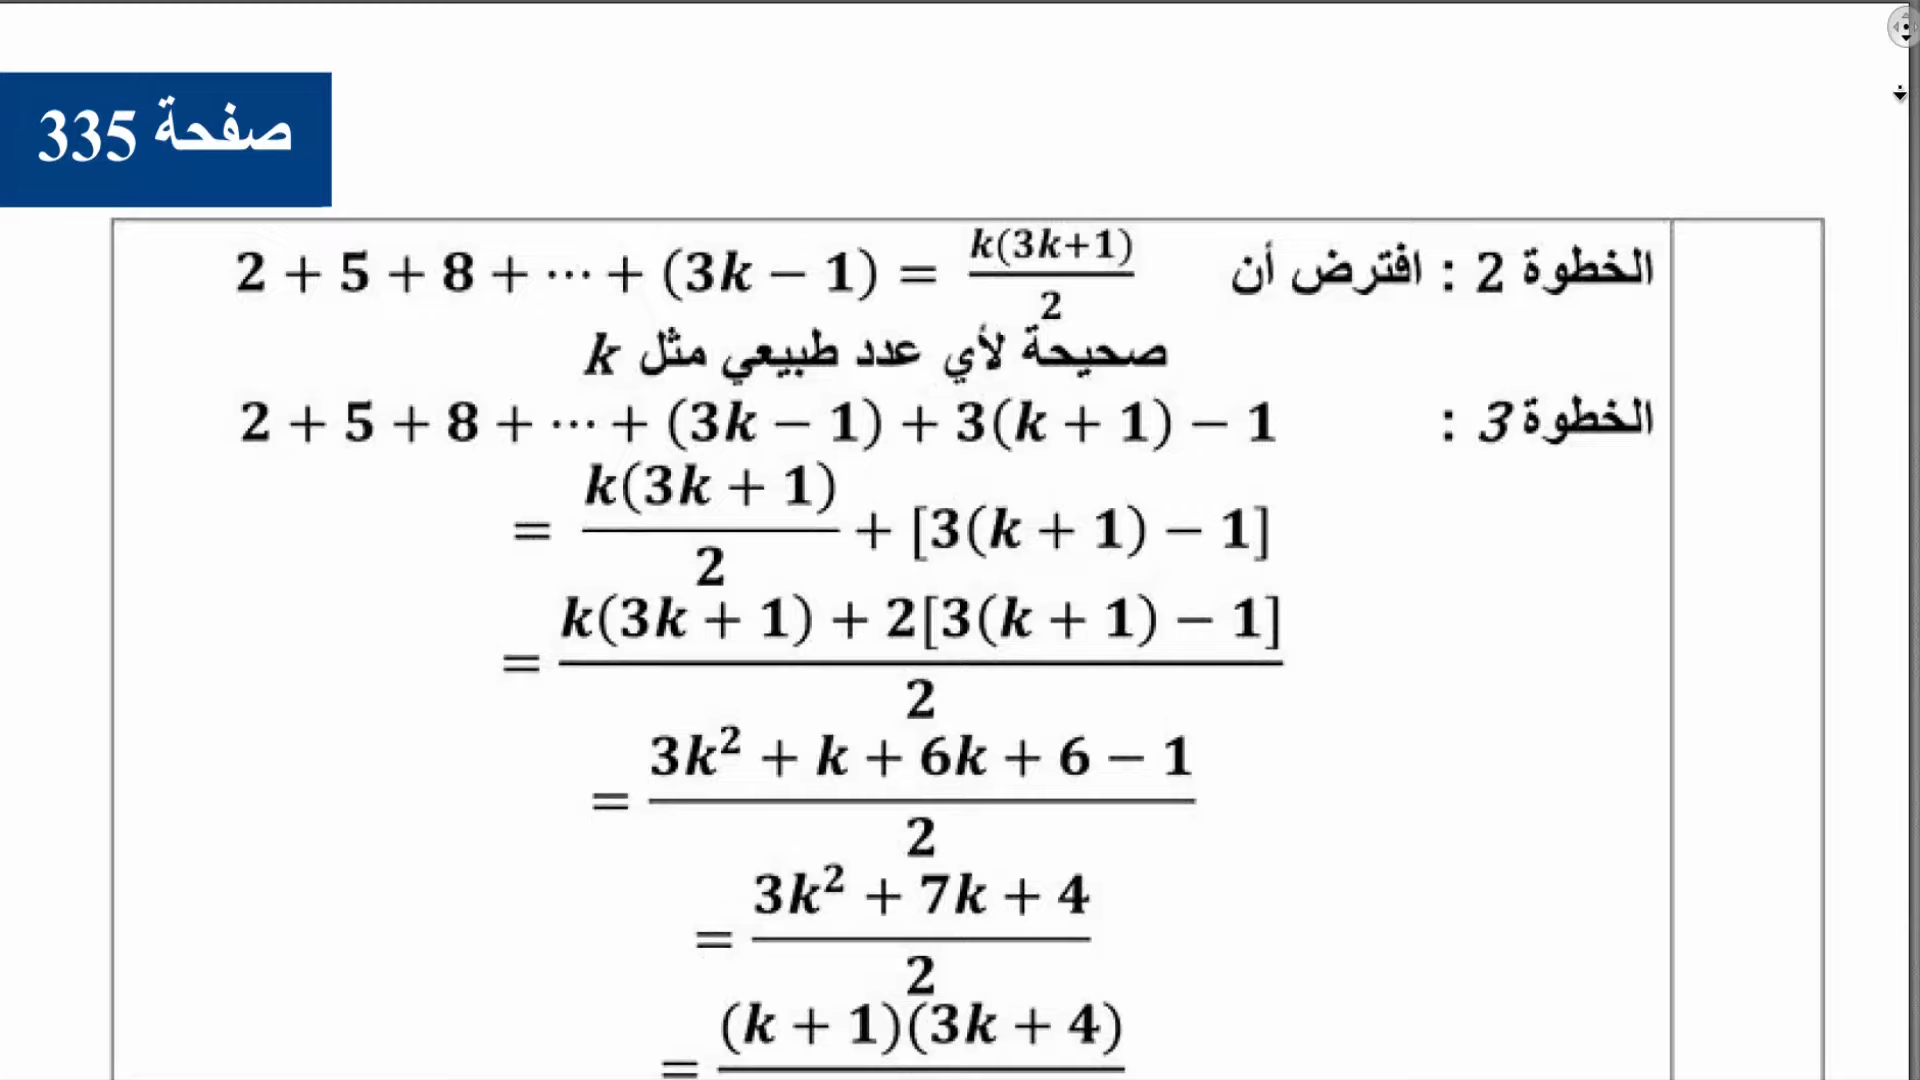 صفحة 335
الخطوة 2 : افترض أن 2 + 5 + 8 + ⋯ + (3k − 1) = k(3k+1)/2
صحيحة لأي عدد طبيعي مثل k
الخطوة 3 : 2 + 5 + 8 + ⋯ + (3k − 1) + 3(k + 1) − 1
= k(3k + 1)/2 + [3(k + 1) − 1]
= k(3k + 1) + 2[3(k + 1) − 1]/2
= 3k² + k + 6k + 6 − 1/2
= 3k² + 7k + 4/2
= (k + 1)(3k + 4)